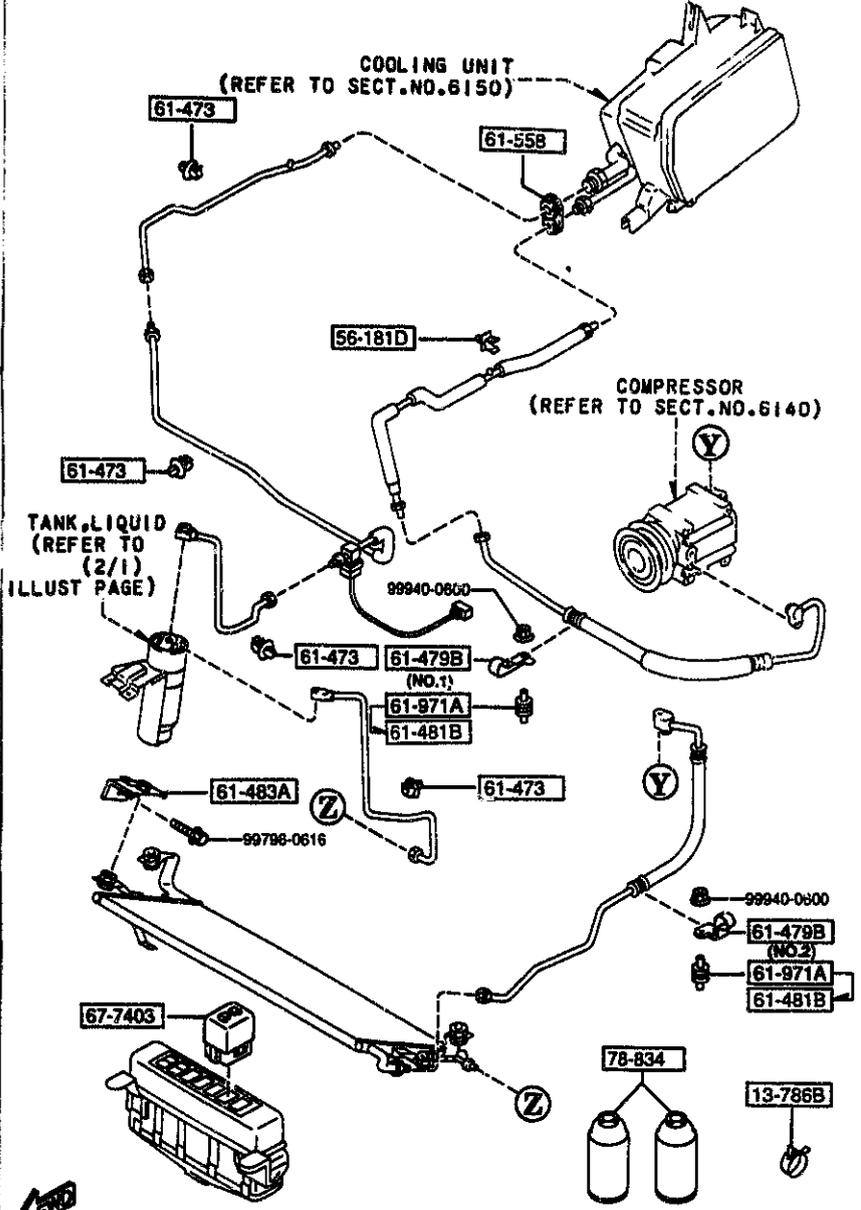 COOLING UNIT
(REFER TO SECT.NO.6150)
61-473
61-558
56-181D
COMPRESSOR
(REFER TO SECT.NO.6140)
Y
61-473
TANK,LIQUID
(REFER TO
(2/1)
ILLUST PAGE)
99940-0600
61-473
61-479B
(NO.1)
61-971A
61-481B
61-483A
Z
61-473
Y
99796-0616
99940-0600
61-479B
(NO.2)
61-971A
61-481B
67-7403
78-834
Z
13-786B
FWD